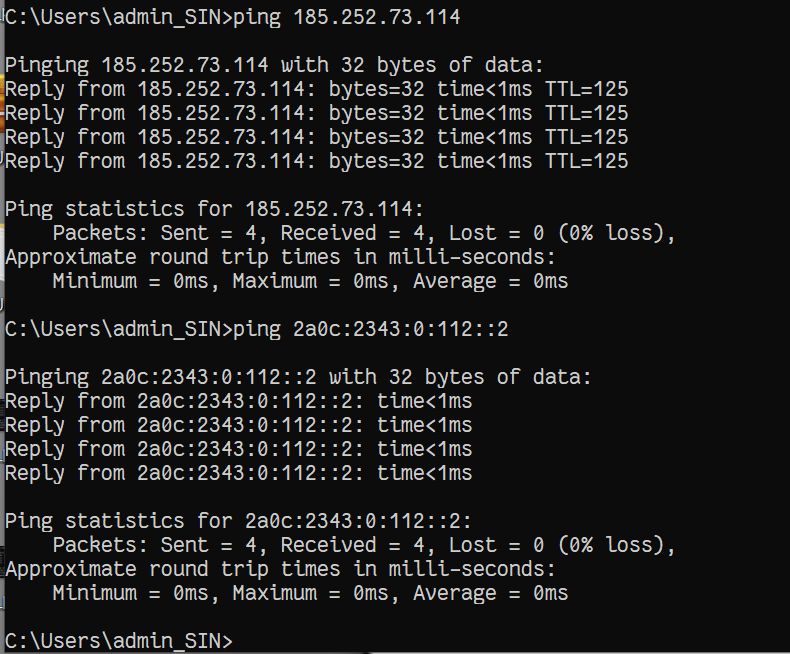 C:\Users\admin_SIN>ping 185.252.73.114
Pinging 185.252.73.114 with 32 bytes of data:
Reply from 185.252.73.114: bytes=32 time<1ms TTL=125
Reply from 185.252.73.114: bytes=32 time<1ms TTL=125
Reply from 185.252.73.114: bytes=32 time<1ms TTL=125
Reply from 185.252.73.114: bytes=32 time<1ms TTL=125
Ping statistics for 185.252.73.114:
Packets: Sent = 4, Received = 4, Lost = 0 (0% loss),
Approximate round trip times in milli-seconds:
Minimum = 0ms, Maximum = 0ms, Average = 0ms
C:\Users\admin_SIN>ping 2a0c:2343:0:112::2
Pinging 2a0c:2343:0:112::2 with 32 bytes of data:
Reply from 2a0c:2343:0:112::2: time<1ms
Reply from 2a0c:2343:0:112::2: time<1ms
Reply from 2a0c:2343:0:112::2: time<1ms
Reply from 2a0c:2343:0:112::2: time<1ms
Ping statistics for 2a0c:2343:0:112::2:
Packets: Sent = 4, Received = 4, Lost = 0 (0% loss),
Approximate round trip times in milli-seconds:
Minimum = 0ms, Maximum = 0ms, Average = 0ms
C:\Users\admin_SIN>